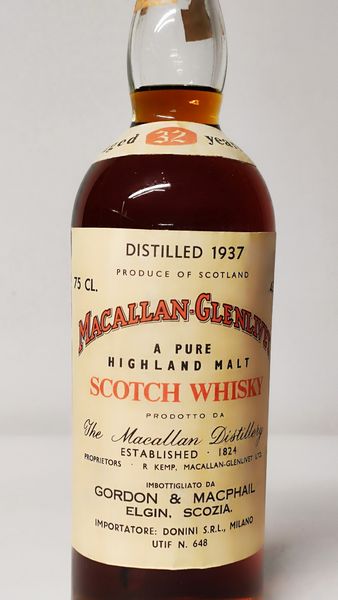 32
DISTILLED 1937
PRODUCE OF SCOTLAND
75 CL.
MACALLAN-GLENLIVET
A PURE
HIGHLAND MALT
SCOTCH WHISKY
PRODOTTO DA
The Macallan Distillery
ESTABLISHED · 1824
PROPRIETORS · R KEMP, MACALLAN-GLENLIVET LTD.
IMBOTTIGLIATO DA
GORDON & MACPHAIL
ELGIN, SCOZIA.
IMPORTATORE: DONINI S.R.L., MILANO
UTIF N. 648